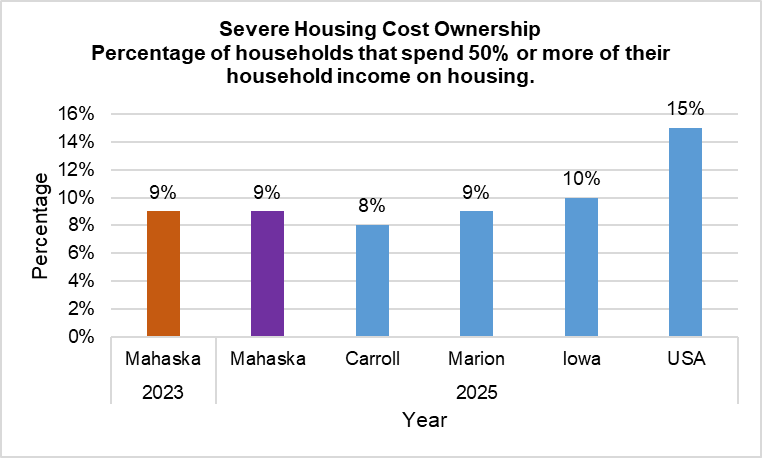 Severe Housing Cost Ownership
Percentage of households that spend 50% or more of their
household income on housing.
16%
14%
12%
10%
8%
6%
4%
2%
0%
Percentage
9%
9%
8%
9%
10%
15%
Mahaska
Mahaska
Carroll
Marion
Iowa
USA
2023
2025
Year